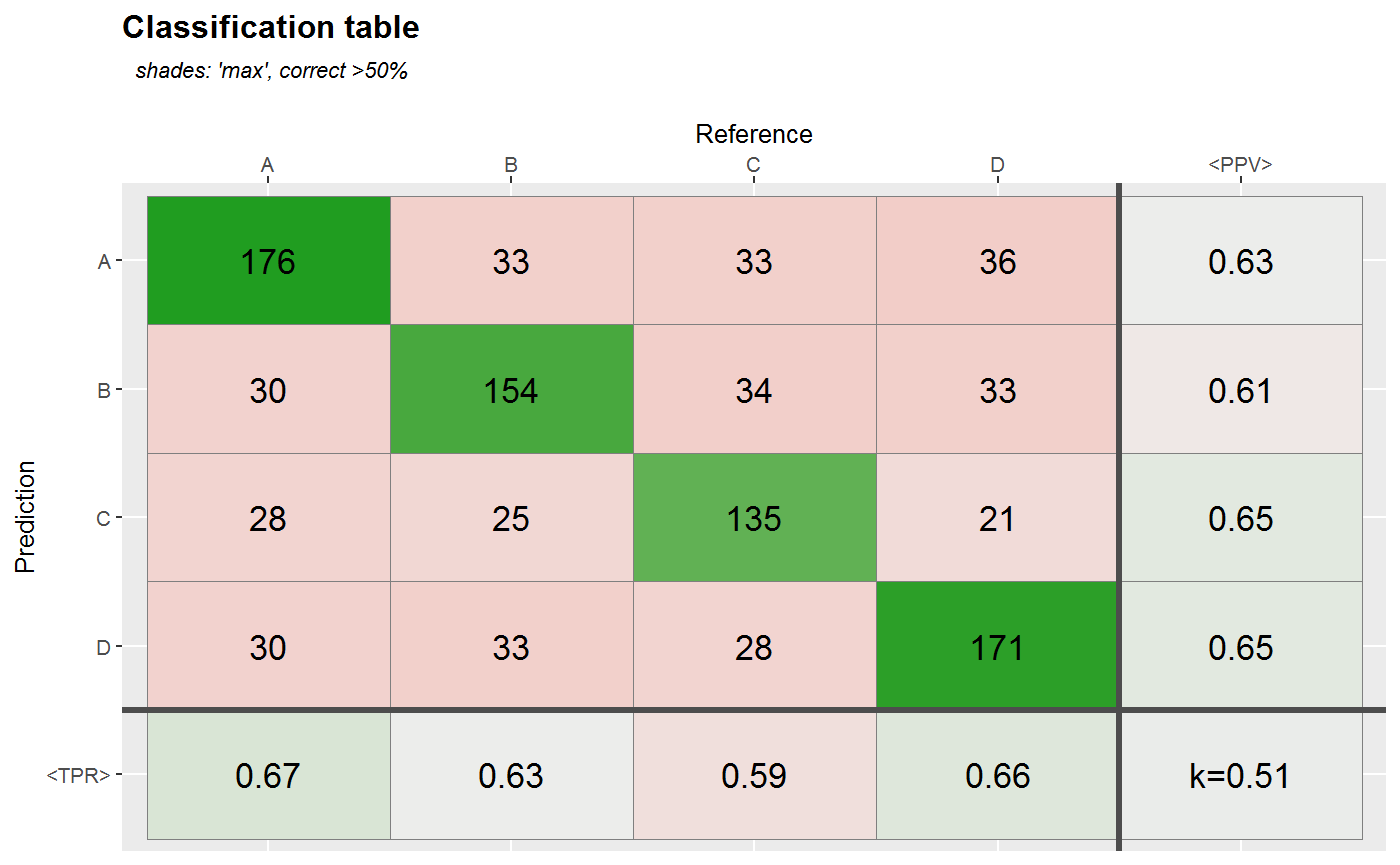 Classification table
shades: 'max', correct >50%
Reference
A B C D <PPV>
A 176 33 33 36 0.63
B 30 154 34 33 0.61
Prediction
C 28 25 135 21 0.65
D 30 33 28 171 0.65
<TPR> 0.67 0.63 0.59 0.66 k=0.51